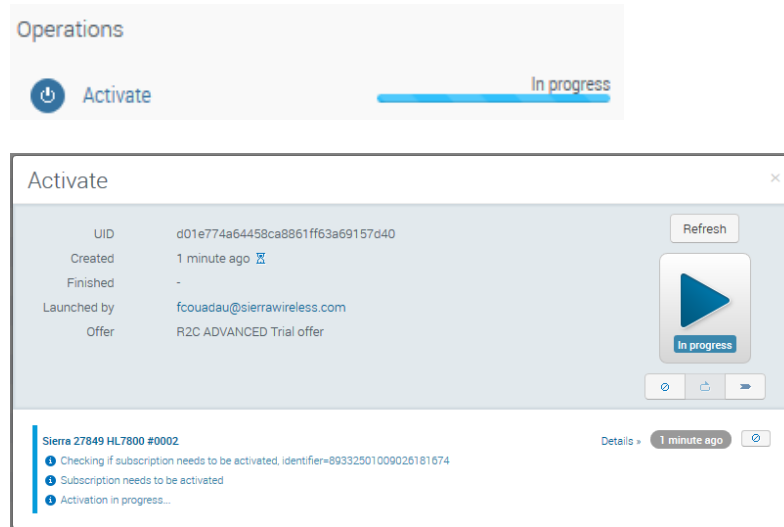 Operations
Activate
In progress
Activate
×
UID d01e774a64458ca8861ff63a69157d40
Refresh
Created 1 minute ago
Finished -
Launched by fcouadau@sierrawireless.com
Offer R2C ADVANCED Trial offer
In progress
Sierra 27849 HL7800 #0002
Details »
1 minute ago
Checking if subscription needs to be activated, identifier=89332501009026181674
Subscription needs to be activated
Activation in progress...